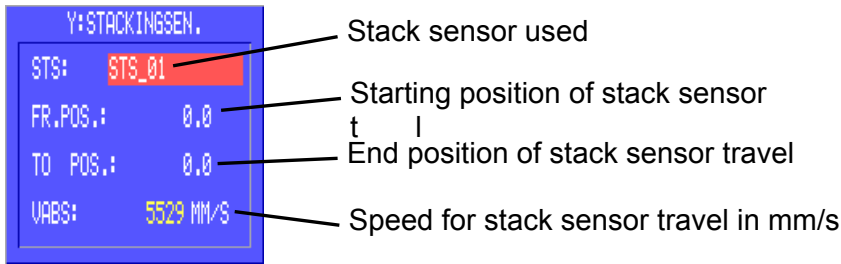 Y:STACKINGSEN.
STS: STS_01
FR.POS.: 0.0
TO POS.: 0.0
VABS: 5529 MM/S
Stack sensor used
Starting position of stack sensor
t l
End position of stack sensor travel
Speed for stack sensor travel in mm/s